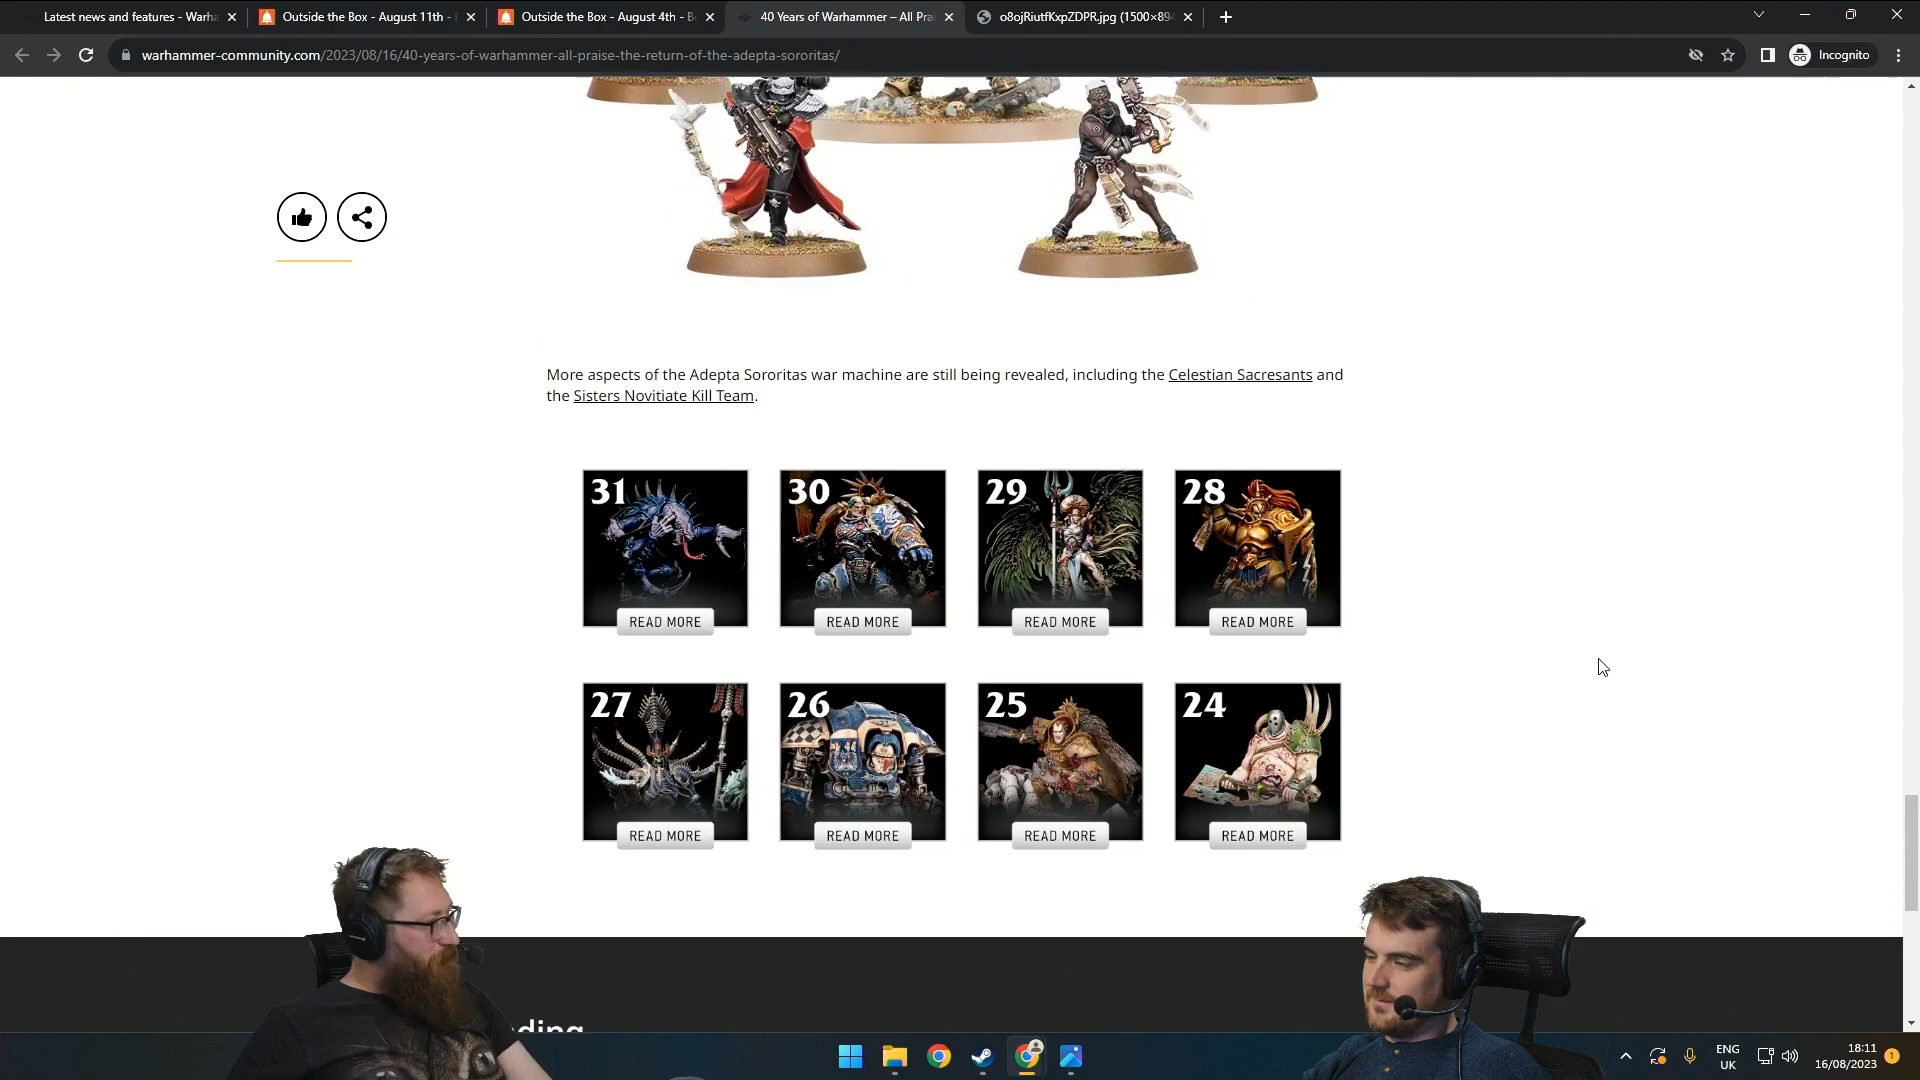 Latest news and features - Warh
Outside the Box - August 11th -
Outside the Box - August 4th - B
40 Years of Warhammer – All Prai
o8ojRiutfKxpZDPR.jpg (1500×894
warhammer-community.com/2023/08/16/40-years-of-warhammer-all-praise-the-return-of-the-adepta-sororitas/
Incognito
More aspects of the Adepta Sororitas war machine are still being revealed, including the Celestian Sacresants and
the Sisters Novitiate Kill Team.
31
30
29
28
READ MORE
READ MORE
READ MORE
READ MORE
27
26
25
24
READ MORE
READ MORE
READ MORE
READ MORE
ENG
UK
18:11
16/08/2023
1